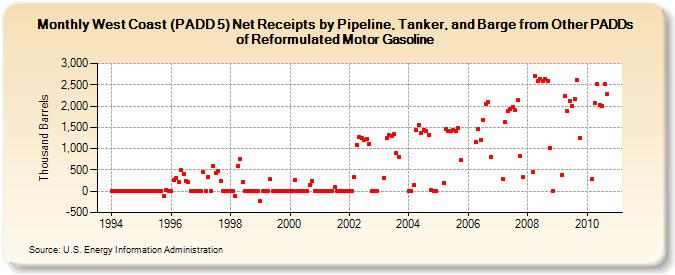 Monthly West Coast (PADD 5) Net Receipts by Pipeline, Tanker, and Barge from Other PADDs
of Reformulated Motor Gasoline
Thousand Barrels
3,000
2,500
2,000
1,500
1,000
500
0
-500
1994 1996 1998 2000 2002 2004 2006 2008 2010
Source: U.S. Energy Information Administration